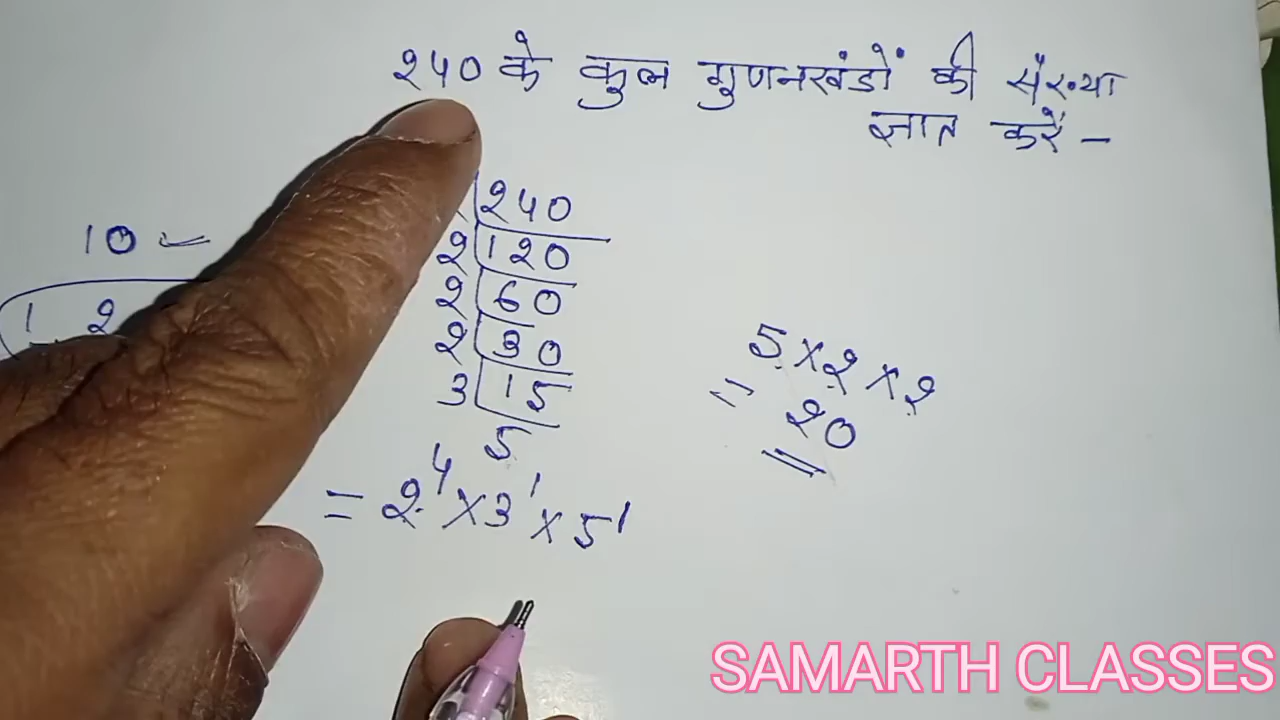 240 के कुल गुणनखंडों की संख्या
ज्ञात करें -
10
1 2
240
2 120
2 60
2 30
3 15
5
= 2⁴ × 3¹ × 5¹
5 × 2 × 2
= 20
SAMARTH CLASSES